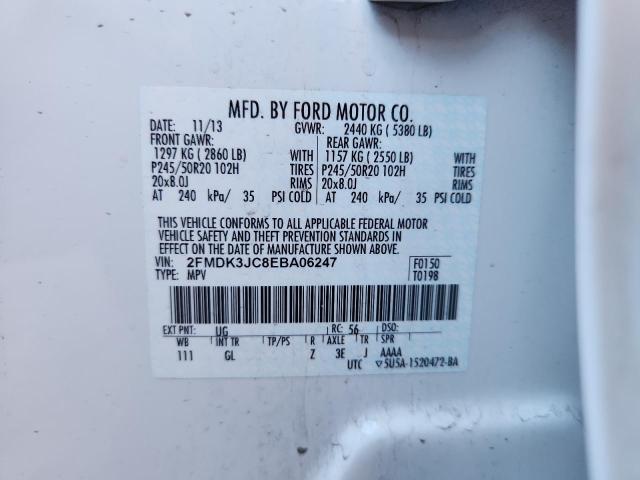 MFD. BY FORD MOTOR CO.
DATE: 11/13 GVWR: 2440 KG ( 5380 LB)
FRONT GAWR: REAR GAWR:
1297 KG ( 2860 LB) WITH 1157 KG ( 2550 LB) WITH
P245/50R20 102H TIRES P245/50R20 102H TIRES
20x8.0J RIMS 20x8.0J RIMS
AT 240 kPa/ 35 PSI COLD AT 240 kPa/ 35 PSI COLD
THIS VEHICLE CONFORMS TO ALL APPLICABLE FEDERAL MOTOR
VEHICLE SAFETY AND THEFT PREVENTION STANDARDS IN
EFFECT ON THE DATE OF MANUFACTURE SHOWN ABOVE.
VIN: 2FMDK3JC8EBA06247 F0150
TYPE: MPV T0198
EXT PNT: UG RC: 56 DSO:
WB INT TR TP/PS R AXLE TR SPR
111 GL Z 3E J AAAA
UTC ▽5U5A-1520472-BA